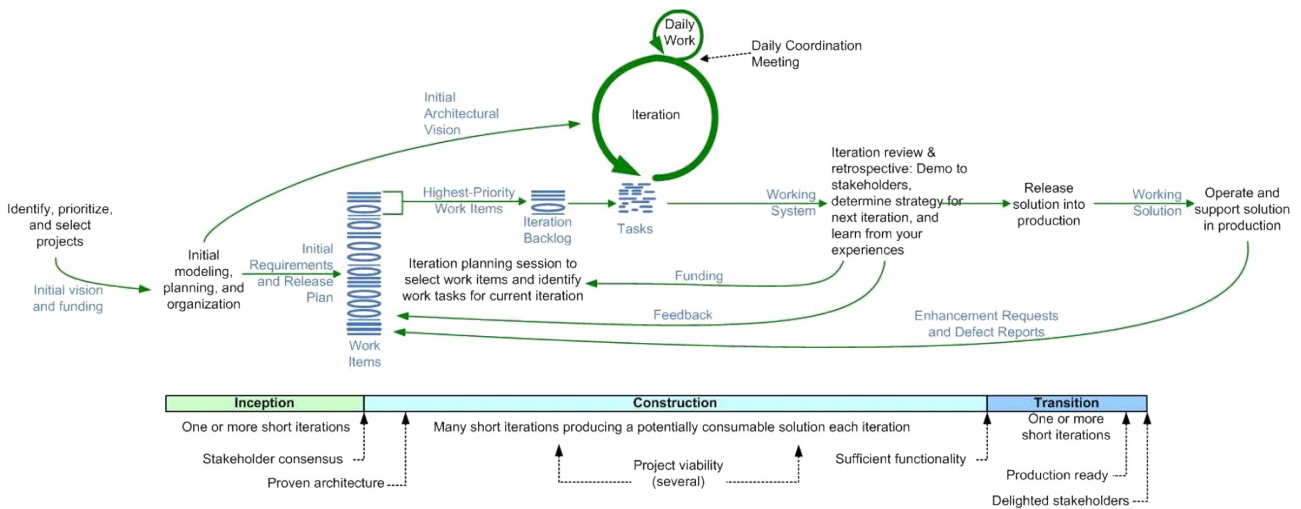 Daily
Work
Daily Coordination
Meeting
Initial
Architectural
Vision
Iteration
Identify, prioritize,
and select
projects
Initial vision
and funding
Initial
modeling,
planning, and
organization
Initial
Requirements
and Release
Plan
Highest-Priority
Work Items
Iteration
Backlog
Tasks
Working
System
Iteration review &
retrospective: Demo to
stakeholders,
determine strategy for
next iteration, and
learn from your
experiences
Release
solution into
production
Working
Solution
Operate and
support solution
in production
Iteration planning session to
select work items and identify
work tasks for current iteration
Funding
Feedback
Enhancement Requests
and Defect Reports
Work
Items
Inception
Construction
Transition
One or more short iterations
Many short iterations producing a potentially consumable solution each iteration
One or more
short iterations
Stakeholder consensus
Proven architecture
Project viability
(several)
Sufficient functionality
Production ready
Delighted stakeholders